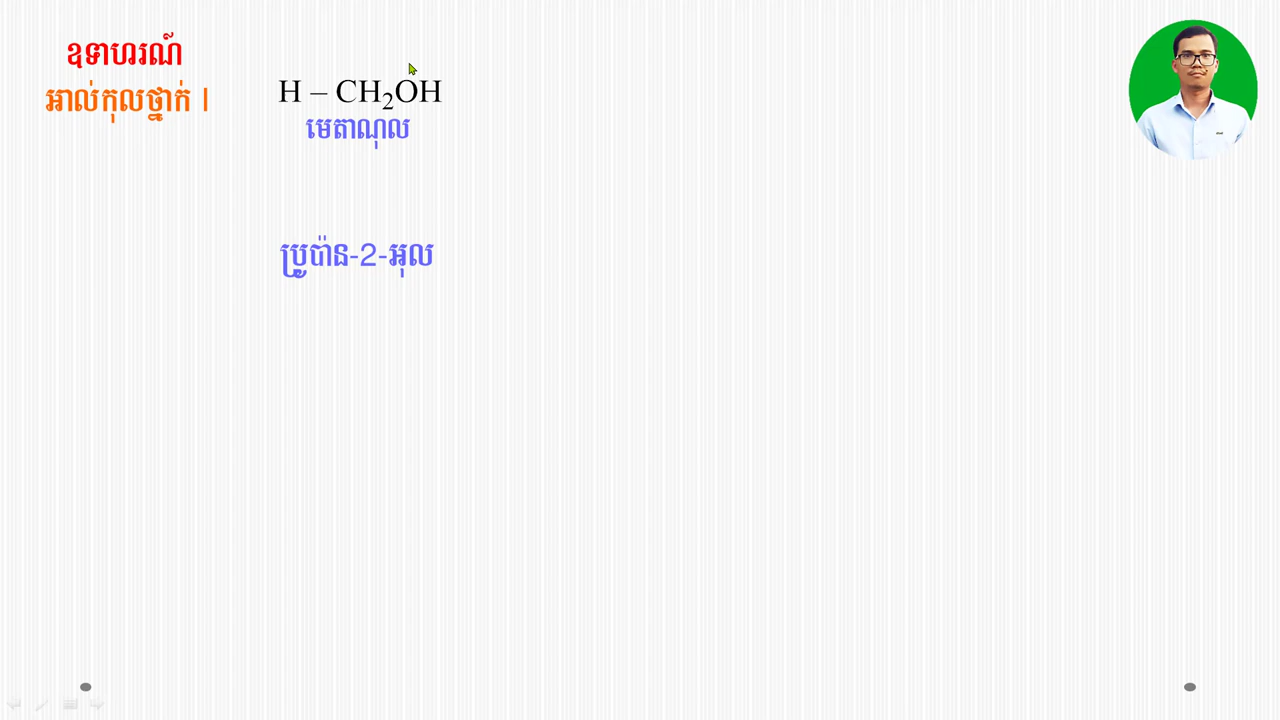 ឧទាហរណ៍
អាល់កុលថ្នាក់ I
H – CH₂OH
មេតាណុល
ប្រូប៉ាន-2-អុល